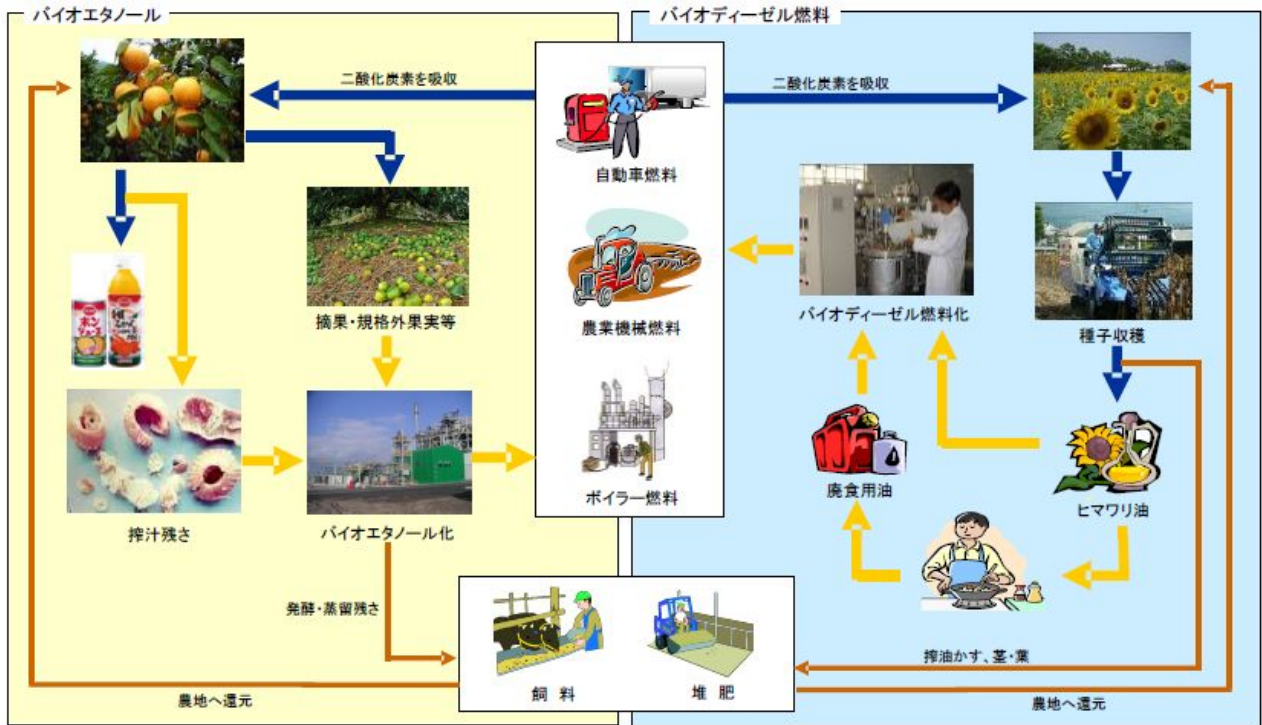 バイオエタノール
バイオディーゼル燃料
二酸化炭素を吸収
二酸化炭素を吸収
自動車燃料
農業機械燃料
ボイラー燃料
摘果・規格外果実等
搾汁残さ
バイオエタノール化
発酵・蒸留残さ
バイオディーゼル燃料化
種子収穫
廃食用油
ヒマワリ油
飼料
堆肥
搾油かす、茎・葉
農地へ還元
農地へ還元